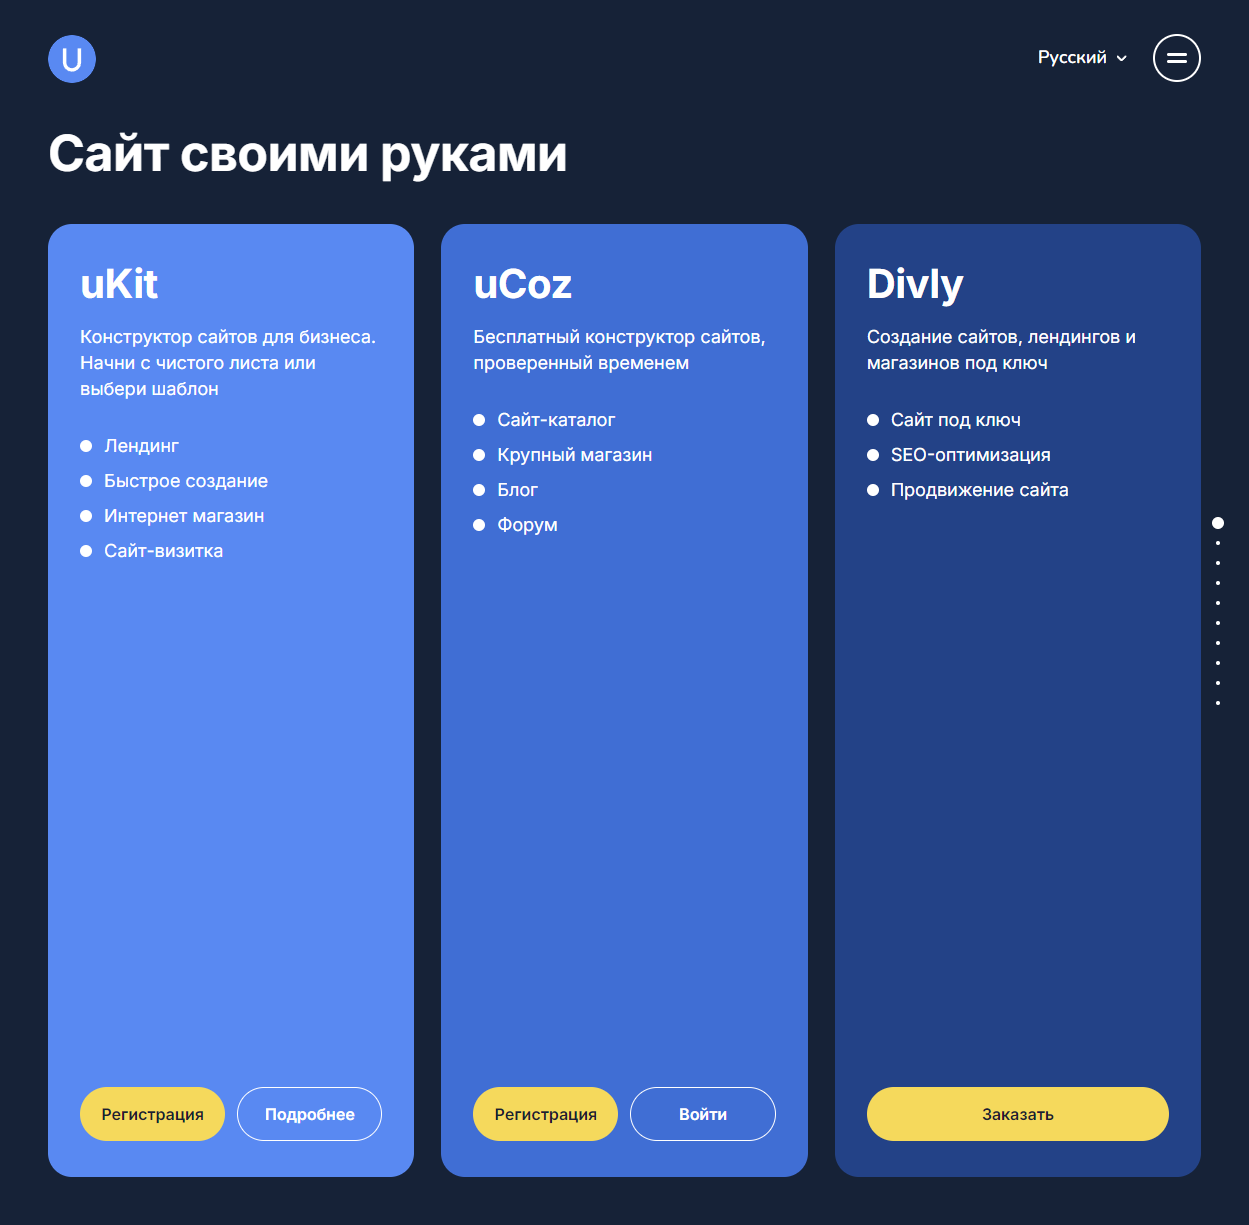 U
Русский
Сайт своими руками
uKit
Конструктор сайтов для бизнеса.
Начни с чистого листа или
выбери шаблон
Лендинг
Быстрое создание
Интернет магазин
Сайт-визитка
Регистрация
Подробнее
uCoz
Бесплатный конструктор сайтов,
проверенный временем
Сайт-каталог
Крупный магазин
Блог
Форум
Регистрация
Войти
Divly
Создание сайтов, лендингов и
магазинов под ключ
Сайт под ключ
SEO-оптимизация
Продвижение сайта
Заказать